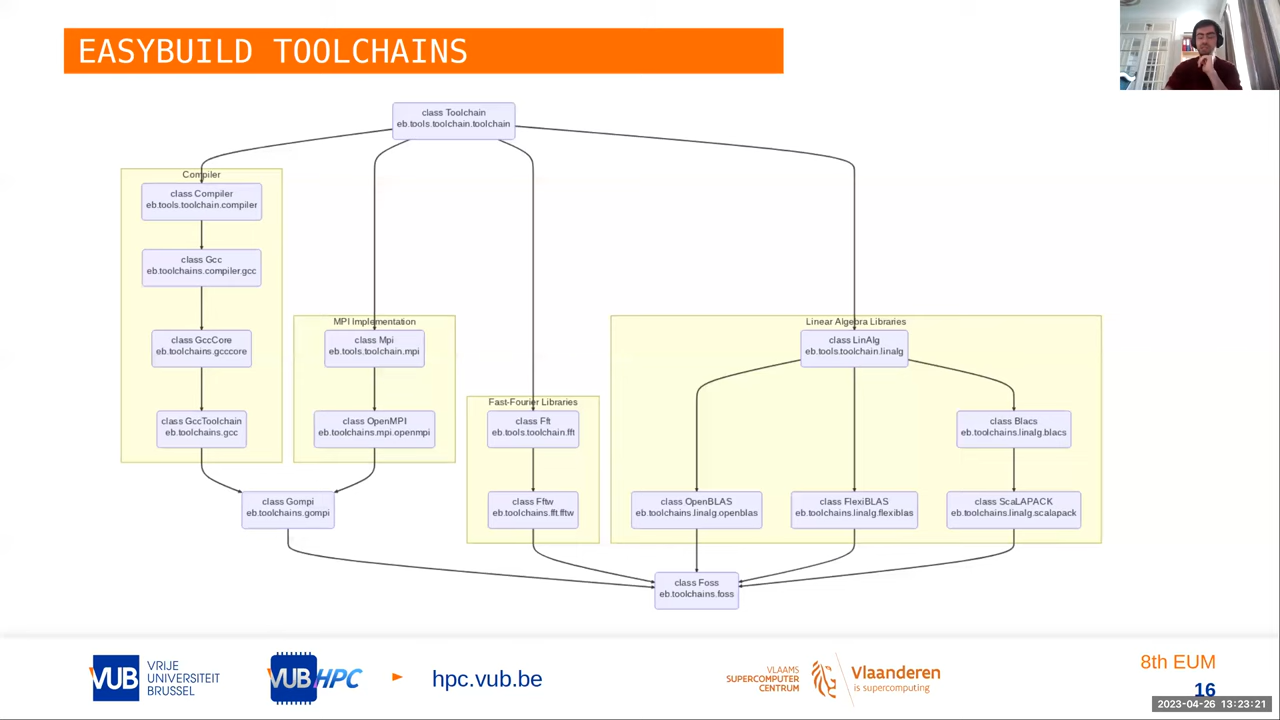 EASYBUILD TOOLCHAINS
class Toolchain
eb.tools.toolchain.toolchain
Compiler
class Compiler
eb.tools.toolchain.compiler
class Gcc
eb.toolchains.compiler.gcc
class GccCore
eb.toolchains.gcccore
class GccToolchain
eb.toolchains.gcc
MPI Implementation
class Mpi
eb.tools.toolchain.mpi
class OpenMPI
eb.toolchains.mpi.openmpi
class Gompi
eb.toolchains.gompi
Fast-Fourier Libraries
class Fft
eb.tools.toolchain.fft
class Fftw
eb.toolchains.fft.fftw
Linear Algebra Libraries
class LinAlg
eb.tools.toolchain.linalg
class Blacs
eb.toolchains.linalg.blacs
class OpenBLAS
eb.toolchains.linalg.openblas
class FlexiBLAS
eb.toolchains.linalg.flexiblas
class ScaLAPACK
eb.toolchains.linalg.scalapack
class Foss
eb.toolchains.foss
VUB
VRIJE
UNIVERSITEIT
BRUSSEL
VUB HPC
hpc.vub.be
VLAAMS
SUPERCOMPUTER
CENTRUM
Vlaanderen
is supercomputing
8th EUM
16
2023-04-26 13:23:21